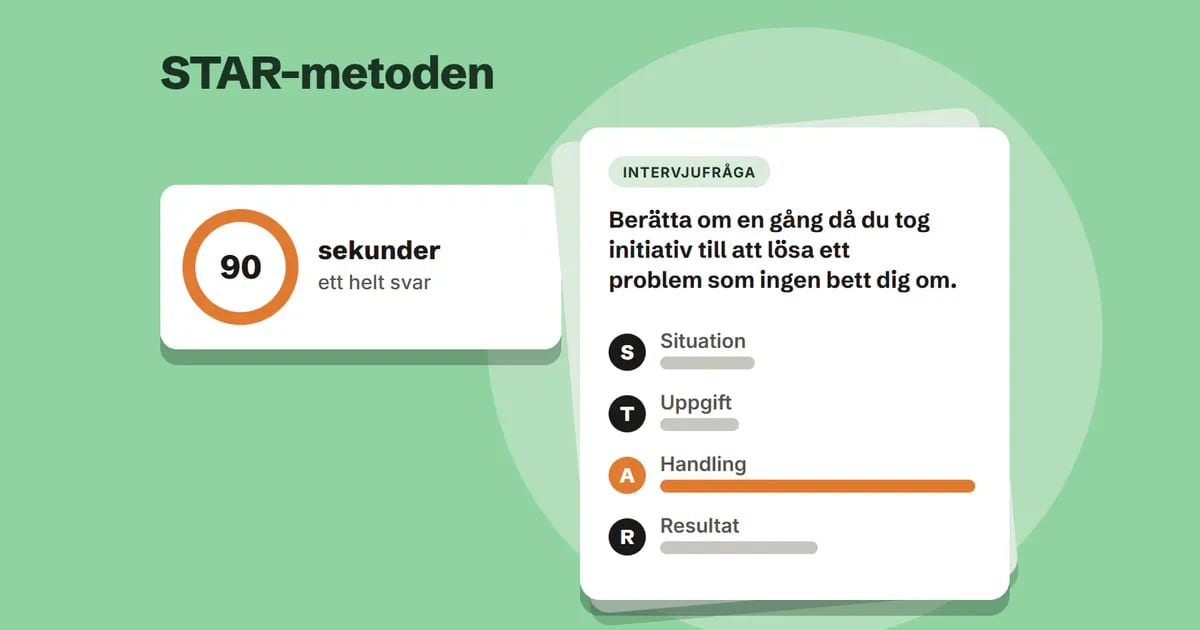 STAR-metoden
90
sekunder
ett helt svar
INTERVJUFRÅGA
Berätta om en gång då du tog
initiativ till att lösa ett
problem som ingen bett dig om.
S Situation
T Uppgift
A Handling
R Resultat